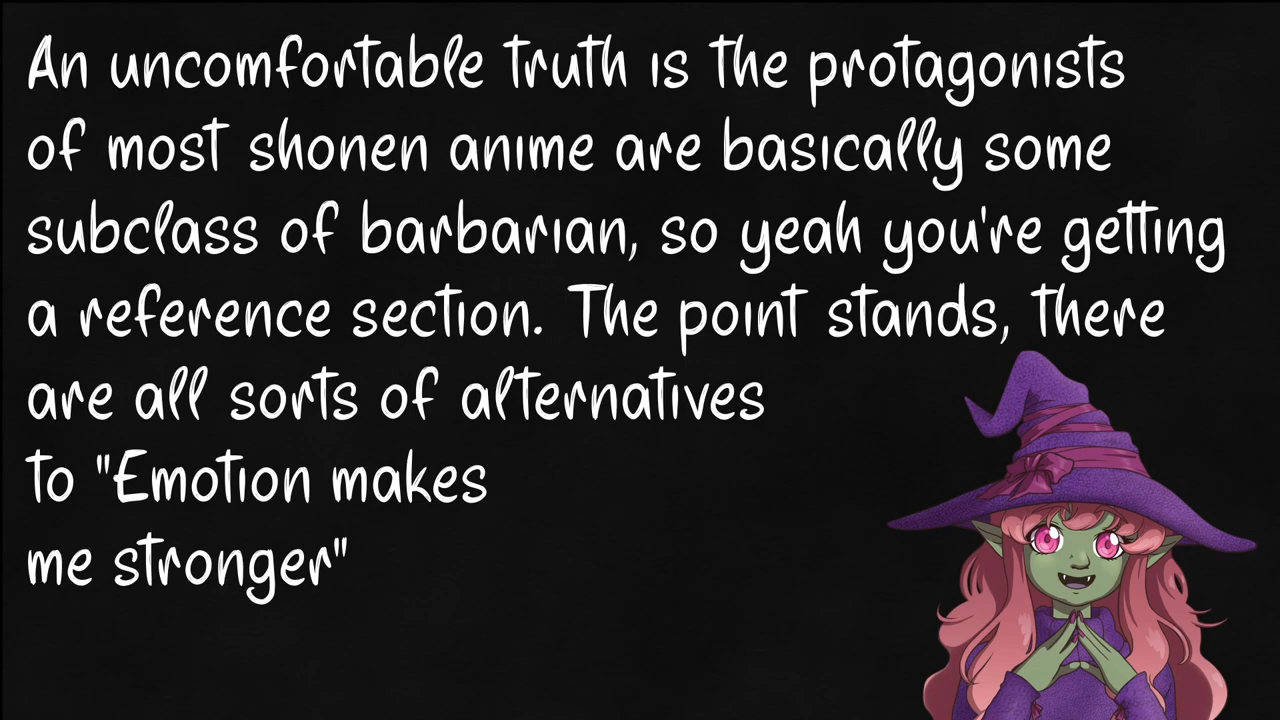 An uncomfortable truth is the protagonists
of most shonen anime are basically some
subclass of barbarian, so yeah you're getting
a reference section. The point stands, there
are all sorts of alternatives
to "Emotion makes
me stronger"